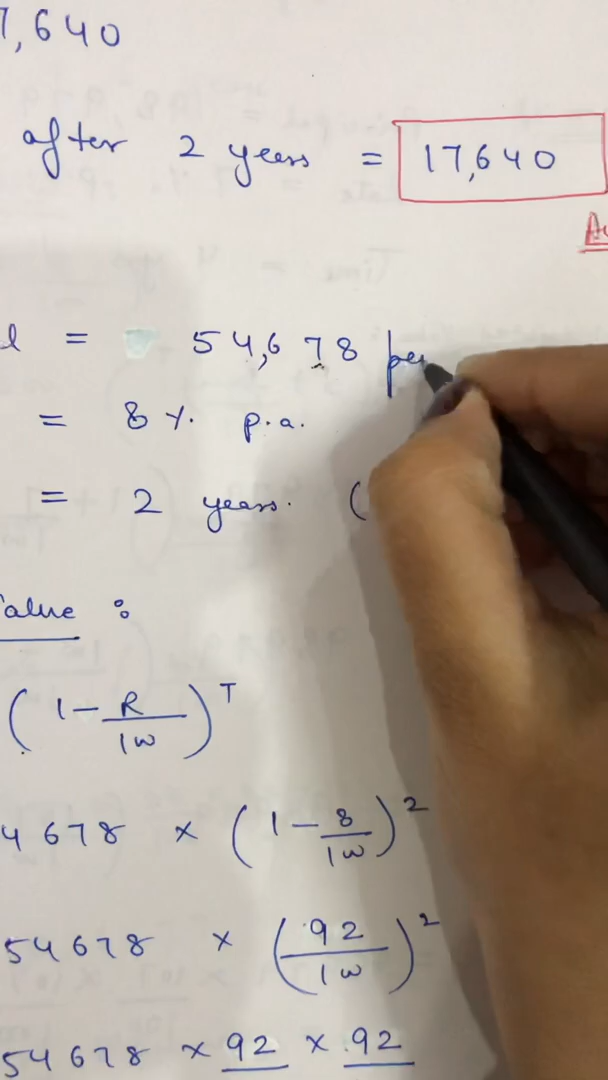 7,640
after 2 years = 17,640
= 54,678 pe
= 8 %. p.a.
= 2 years. (
Value :
(1 - R/100)^T
4678 × (1 - 8/100)^2
54678 × (92/100)^2
54678 × 92 × 92